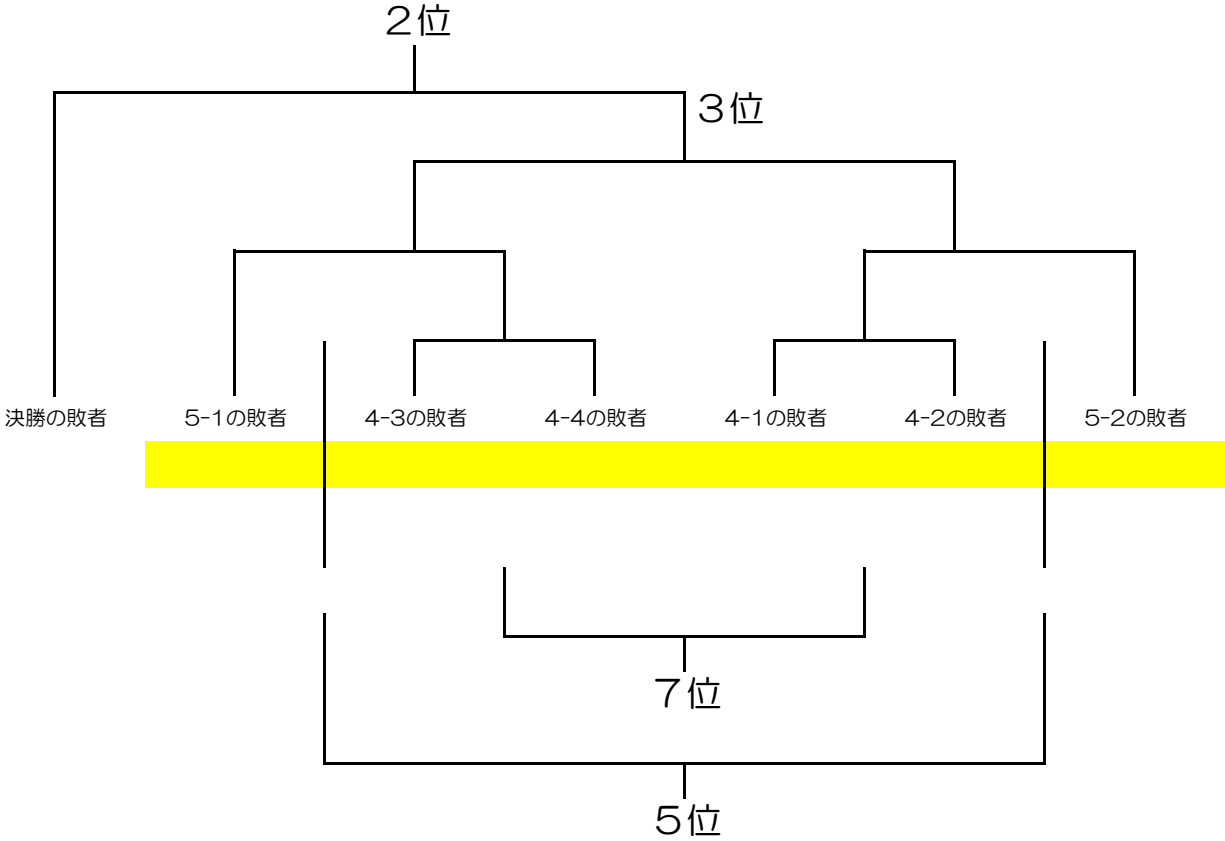 ２位
３位
決勝の敗者
5-1の敗者
4-3の敗者
4-4の敗者
4-1の敗者
4-2の敗者
5-2の敗者
７位
５位